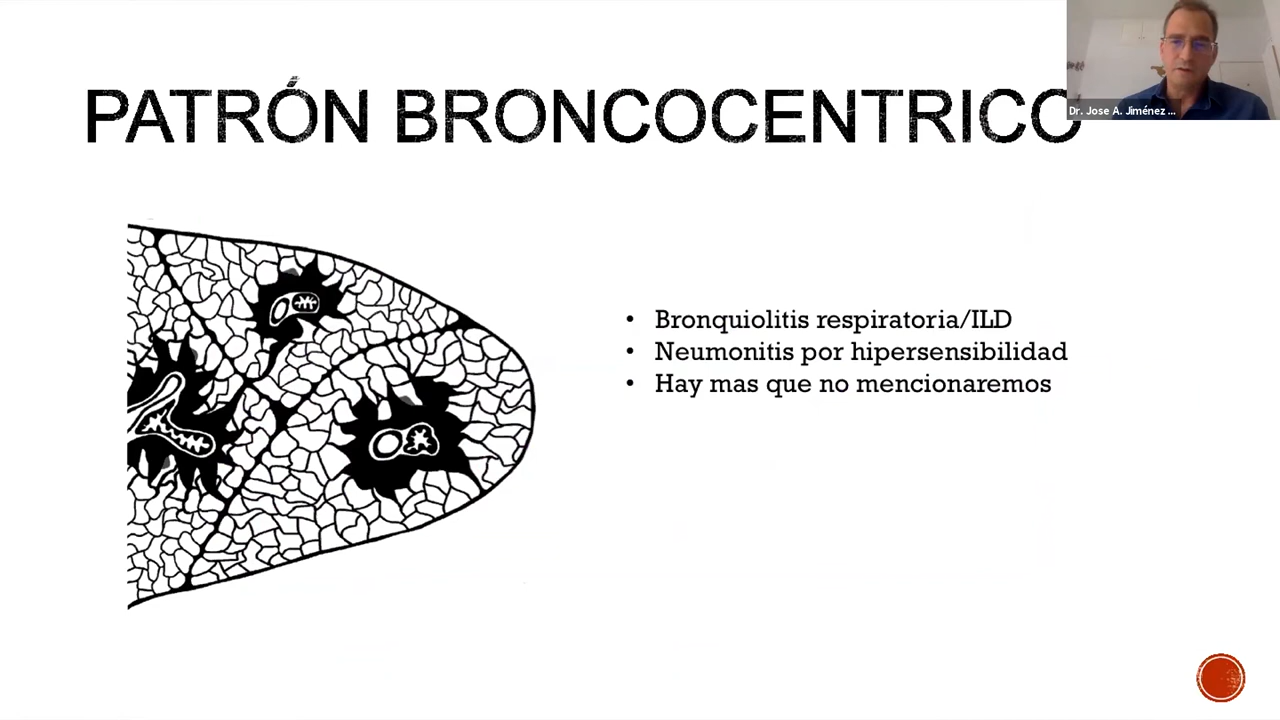 PATRÓN BRONCOCENTRICO
Dr. Jose A. Jiménez ...
• Bronquiolitis respiratoria/ILD
• Neumonitis por hipersensibilidad
• Hay mas que no mencionaremos